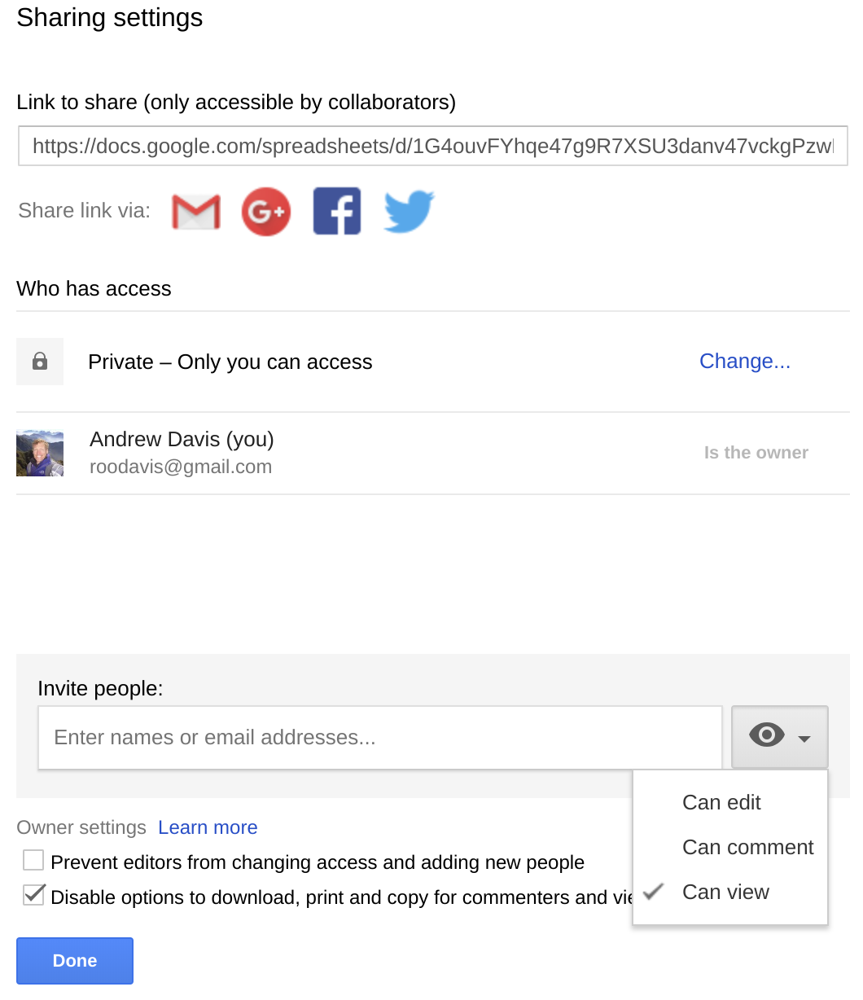 Sharing settings
Link to share (only accessible by collaborators)
https://docs.google.com/spreadsheets/d/1G4ouvFYhqe47g9R7XSU3danv47vckgPzw
Share link via:
G+
f
Who has access
Private – Only you can access
Change...
Andrew Davis (you)
Is the owner
roodavis@gmail.com
Invite people:
Enter names or email addresses...
Can edit
Can comment
Can view
Owner settings Learn more
Prevent editors from changing access and adding new people
Disable options to download, print and copy for commenters and
Done